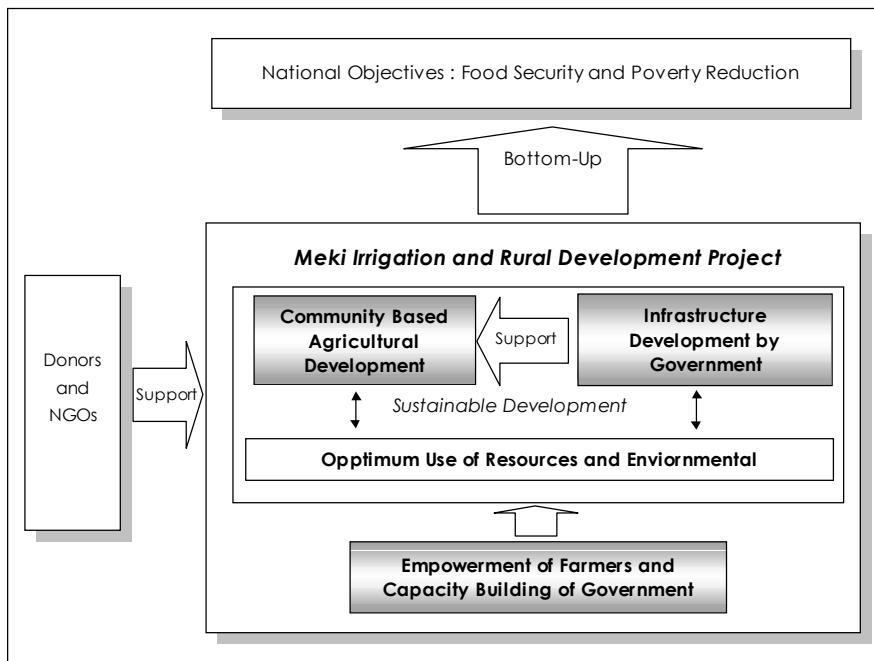 National Objectives : Food Security and Poverty Reduction
Bottom-Up
Meki Irrigation and Rural Development Project
Community Based
Agricultural
Development
Support
Infrastructure
Development by
Government
Donors
and
NGOs
Support
Sustainable Development
Opptimum Use of Resources and Enviornmental
Empowerment of Farmers and
Capacity Building of Government